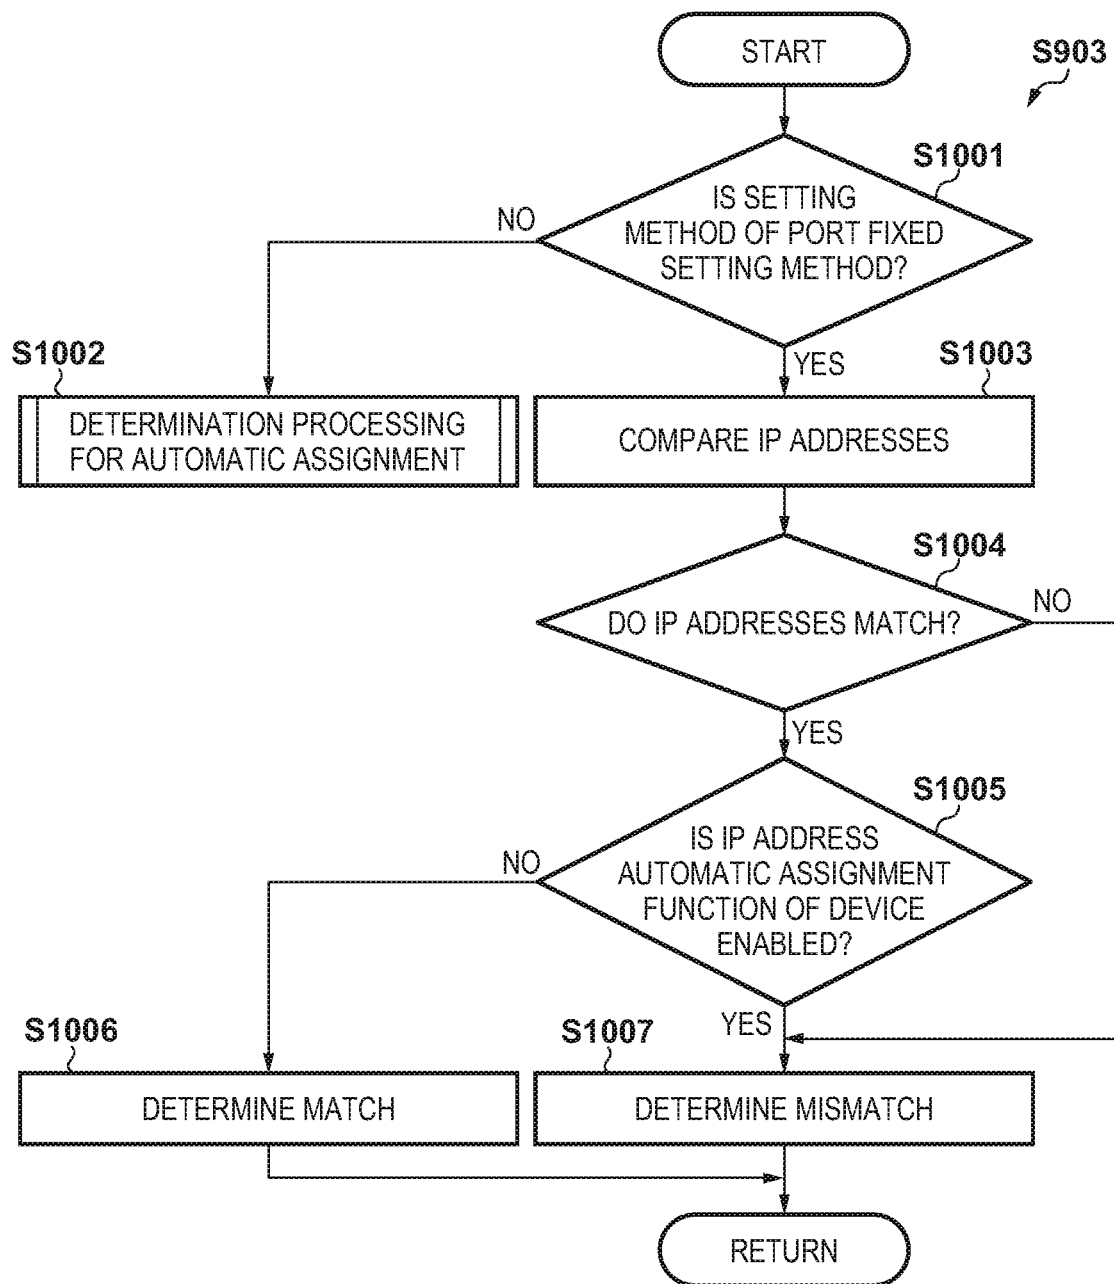 START
S903
S1001
IS SETTING
METHOD OF PORT FIXED
SETTING METHOD?
NO
YES
S1002
DETERMINATION PROCESSING
FOR AUTOMATIC ASSIGNMENT
S1003
COMPARE IP ADDRESSES
S1004
DO IP ADDRESSES MATCH?
NO
YES
S1005
IS IP ADDRESS
AUTOMATIC ASSIGNMENT
FUNCTION OF DEVICE
ENABLED?
NO
YES
S1006
DETERMINE MATCH
S1007
DETERMINE MISMATCH
RETURN